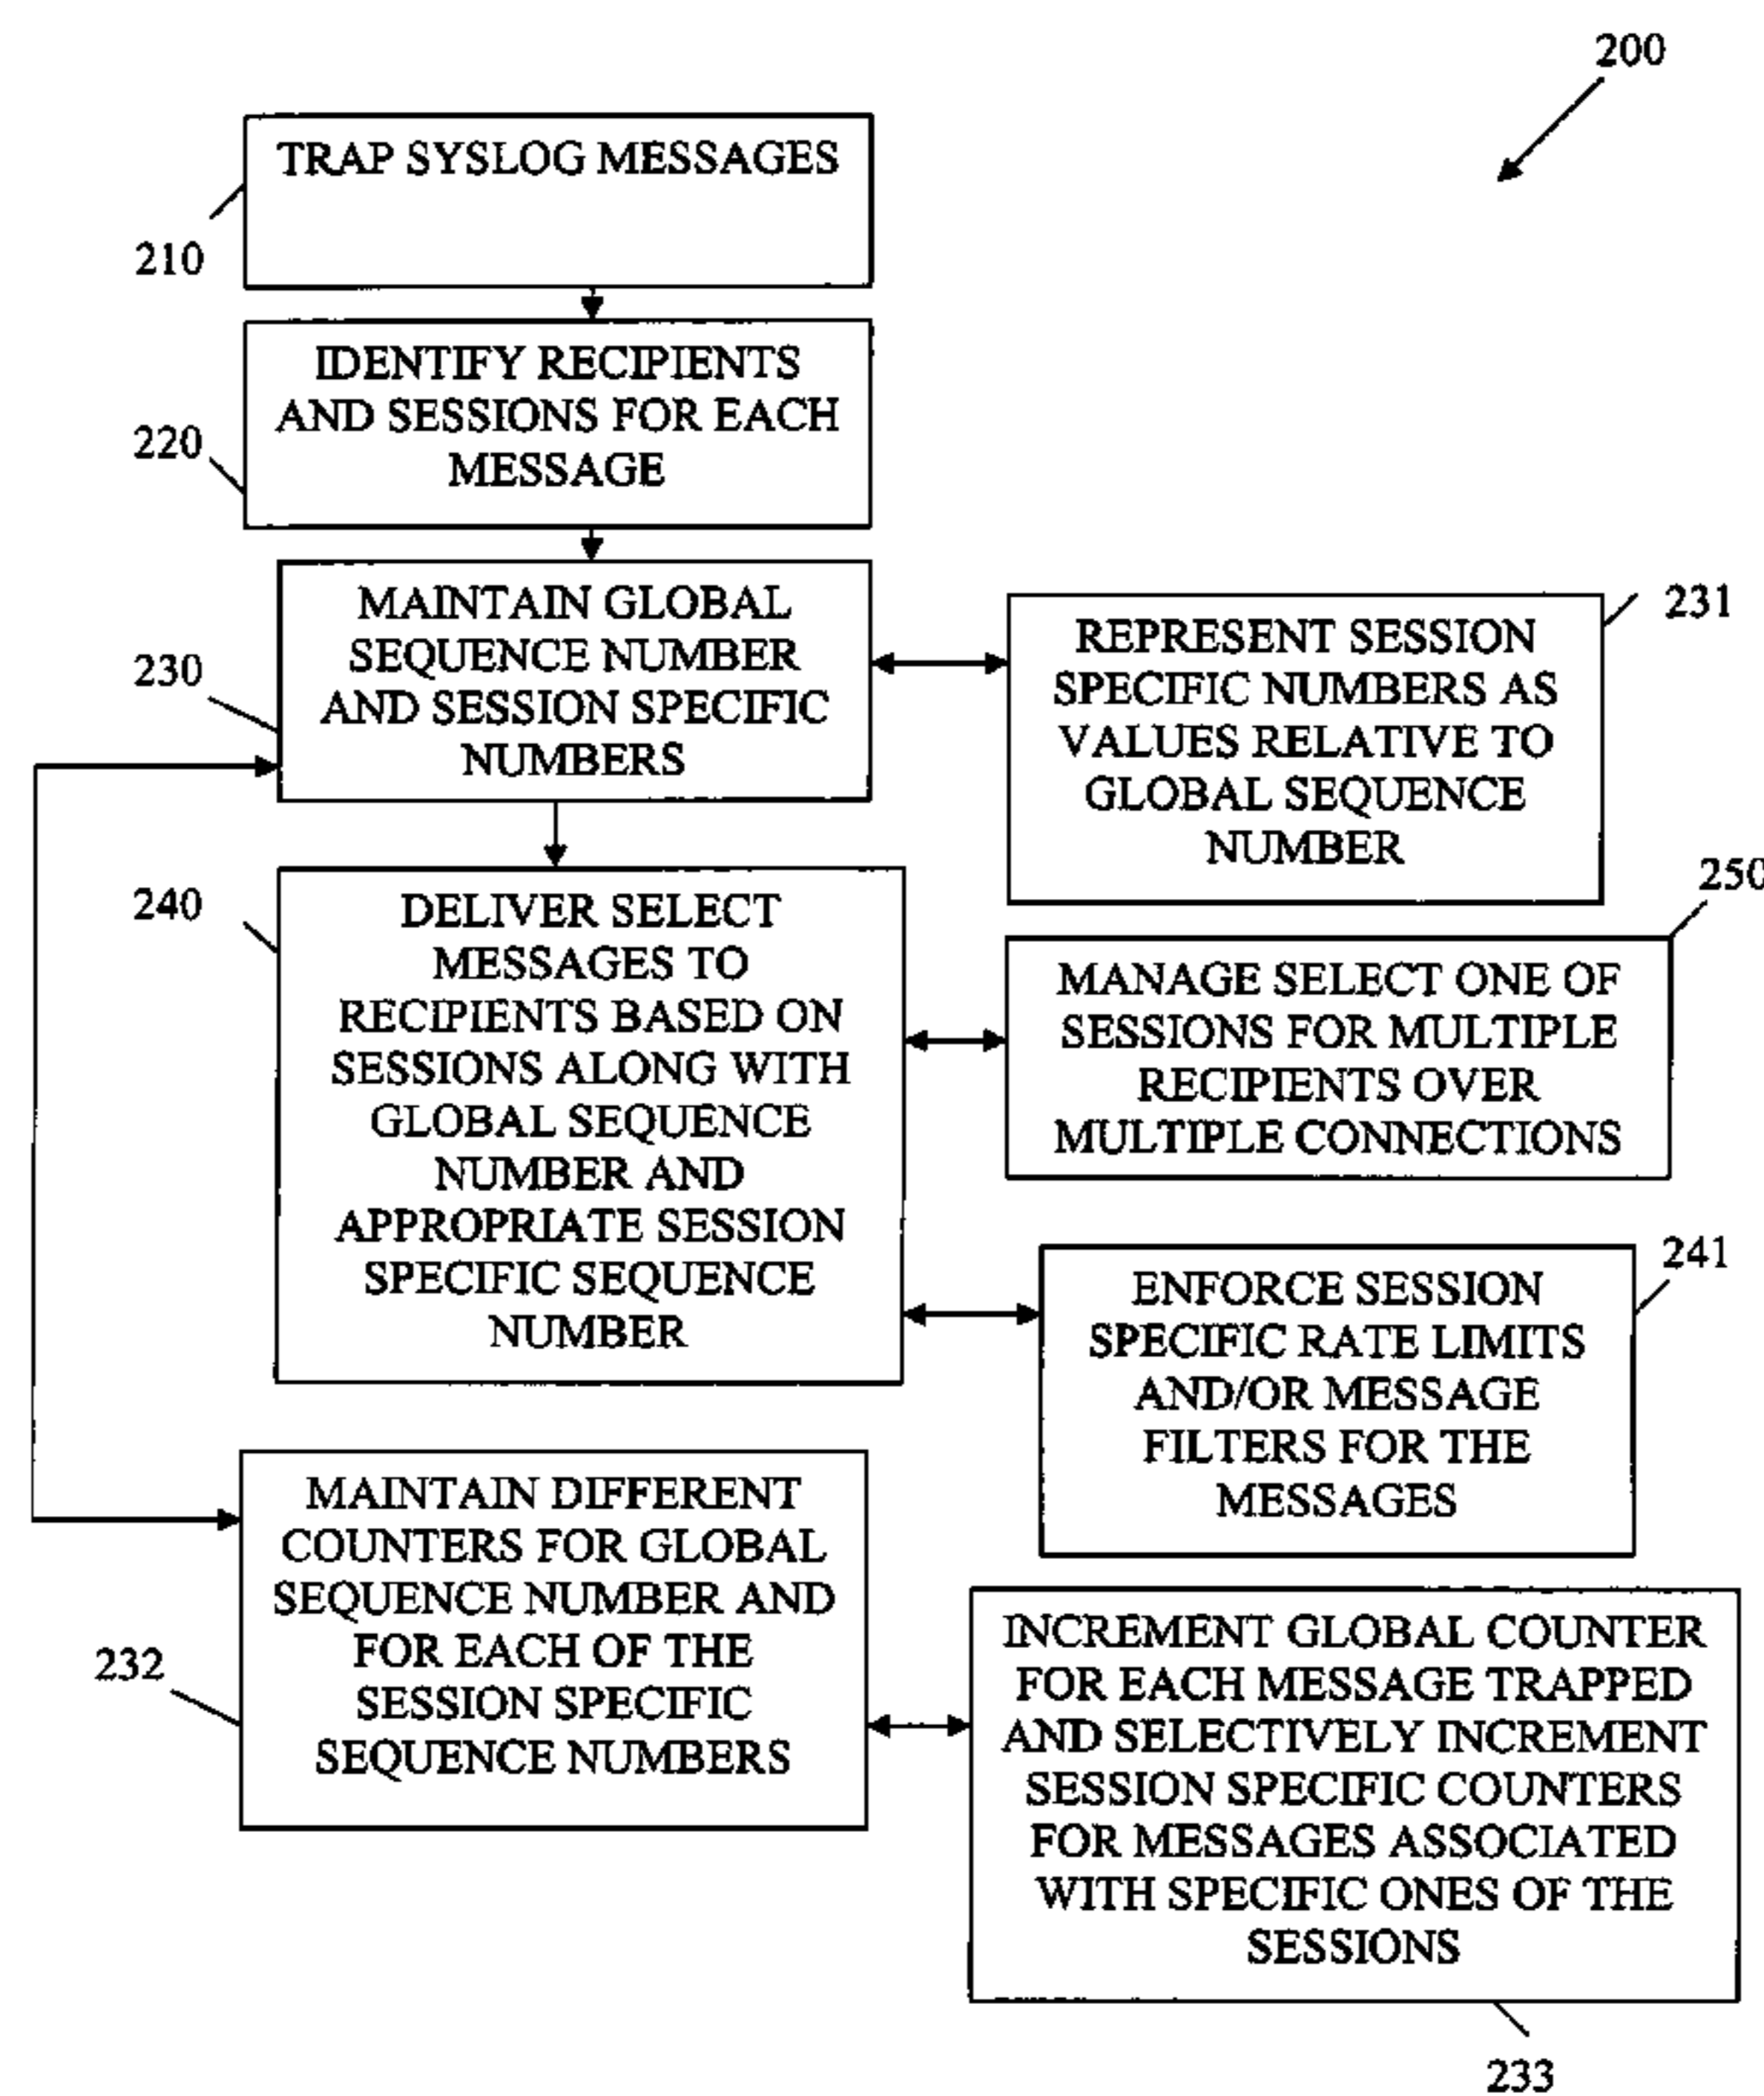 200
TRAP SYSLOG MESSAGES
210
IDENTIFY RECIPIENTS
AND SESSIONS FOR EACH
MESSAGE
220
MAINTAIN GLOBAL
SEQUENCE NUMBER
AND SESSION SPECIFIC
NUMBERS
230
REPRESENT SESSION
SPECIFIC NUMBERS AS
VALUES RELATIVE TO
GLOBAL SEQUENCE
NUMBER
231
DELIVER SELECT
MESSAGES TO
RECIPIENTS BASED ON
SESSIONS ALONG WITH
GLOBAL SEQUENCE
NUMBER AND
APPROPRIATE SESSION
SPECIFIC SEQUENCE
NUMBER
240
MANAGE SELECT ONE OF
SESSIONS FOR MULTIPLE
RECIPIENTS OVER
MULTIPLE CONNECTIONS
250
ENFORCE SESSION
SPECIFIC RATE LIMITS
AND/OR MESSAGE
FILTERS FOR THE
MESSAGES
241
MAINTAIN DIFFERENT
COUNTERS FOR GLOBAL
SEQUENCE NUMBER AND
FOR EACH OF THE
SESSION SPECIFIC
SEQUENCE NUMBERS
232
INCREMENT GLOBAL COUNTER
FOR EACH MESSAGE TRAPPED
AND SELECTIVELY INCREMENT
SESSION SPECIFIC COUNTERS
FOR MESSAGES ASSOCIATED
WITH SPECIFIC ONES OF THE
SESSIONS
233